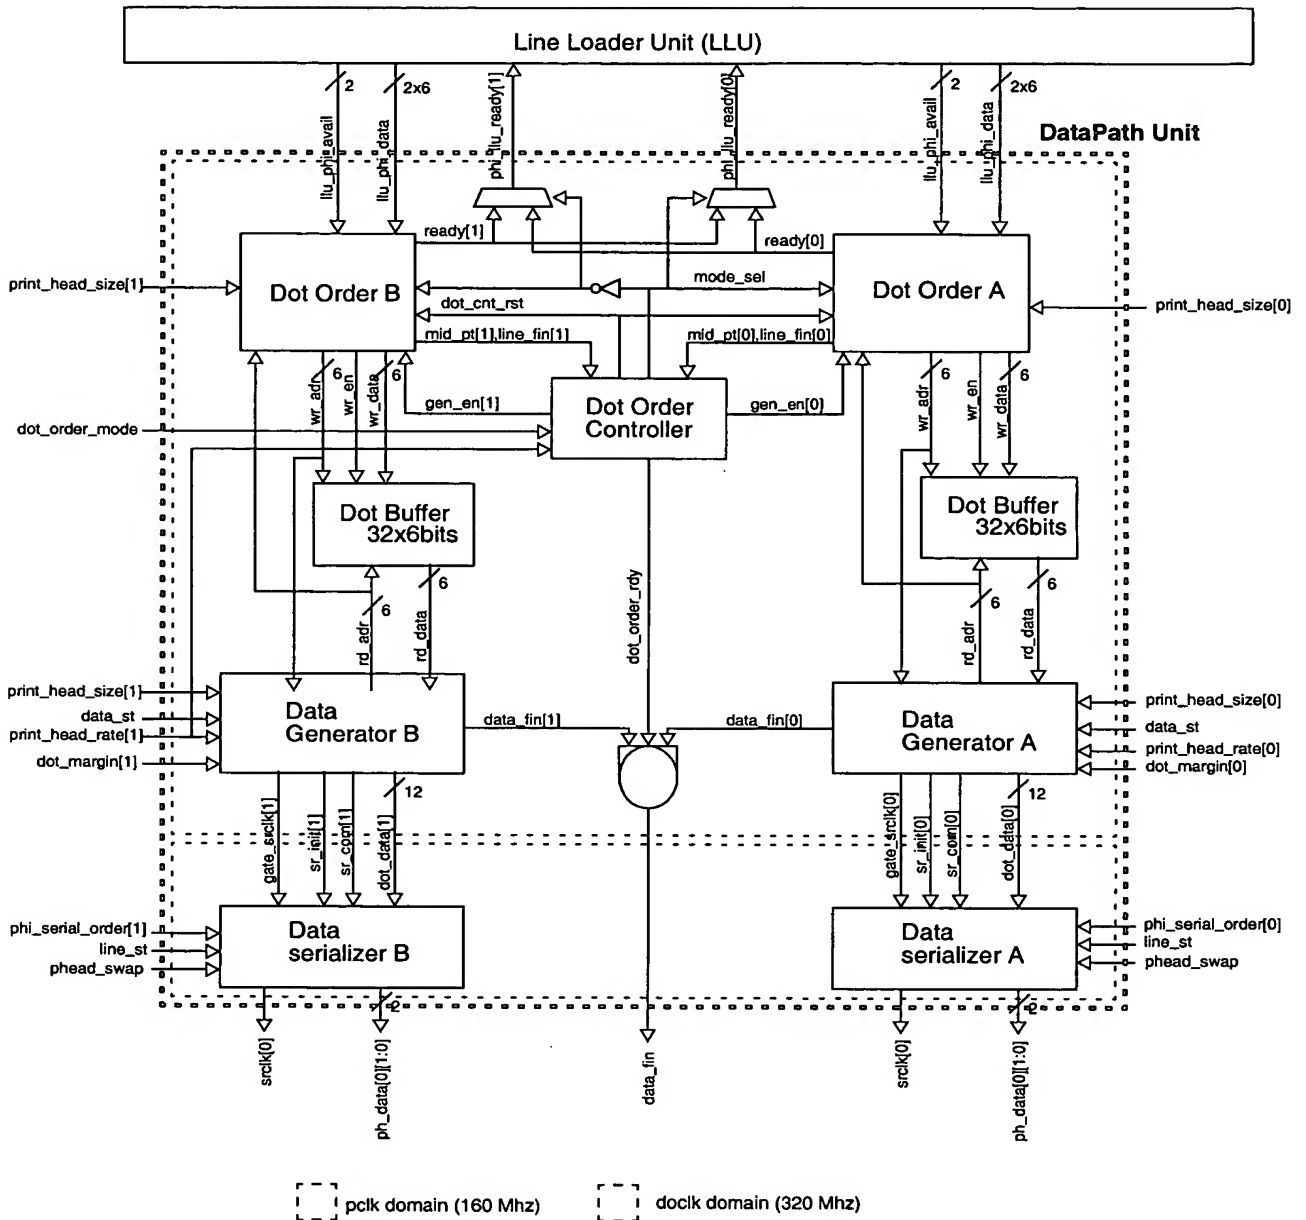 Line Loader Unit (LLU)
2
2x6
llu_phi_avail
llu_phi_data
phi_llu_ready[1]
phi_llu_ready[0]
2
2x6
llu_phi_avail
llu_phi_data
DataPath Unit
ready[1]
ready[0]
print_head_size[1]
Dot Order B
mode_sel
Dot Order A
print_head_size[0]
dot_cnt_rst
mid_pt[1],line_fin[1]
mid_pt[0],line_fin[0]
6
wr_adr
wr_en
6
wr_data
gen_en[1]
Dot Order
Controller
gen_en[0]
6
wr_adr
wr_en
6
wr_data
dot_order_mode
Dot Buffer
32x6bits
Dot Buffer
32x6bits
6
rd_adr
6
rd_data
dot_order_rdy
6
rd_adr
6
rd_data
print_head_size[1]
data_st
print_head_rate[1]
dot_margin[1]
Data
Generator B
data_fin[1]
data_fin[0]
Data
Generator A
print_head_size[0]
data_st
print_head_rate[0]
dot_margin[0]
gate_srclk[1]
sr_init[1]
sr_com[1]
dot_data[1]
12
gate_srclk[0]
sr_init[0]
sr_com[0]
dot_data[0]
12
phi_serial_order[1]
line_st
phead_swap
Data
serializer B
Data
serializer A
phi_serial_order[0]
line_st
phead_swap
2
2
srclk[0]
ph_data[0][1:0]
data_fin
srclk[0]
ph_data[0][1:0]
pclk domain (160 Mhz)
doclk domain (320 Mhz)